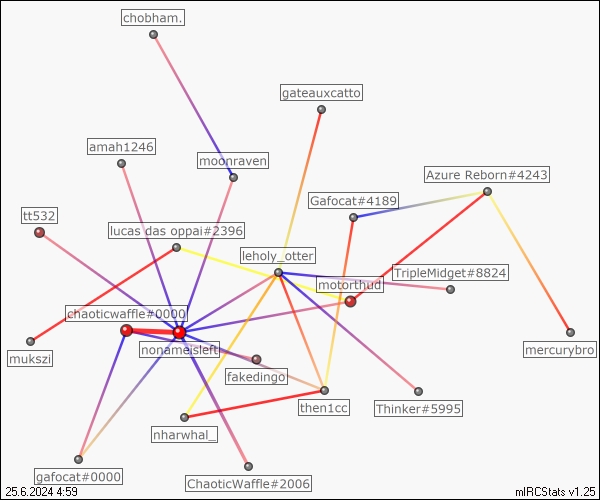 chobham.
gateauxcatto
amah1246
moonraven
Azure Reborn#4243
Gafocat#4189
tt532
lucas das oppai#2396
leholy_otter
TripleMidget#8824
motorthud
chaoticwaffle#0000
nonameisleft
mukszi
mercurybro
fakedingo
then1cc
Thinker#5995
nharwhal_
gafocat#0000
ChaoticWaffle#2006
25.6.2024 4:59
mIRCStats v1.25